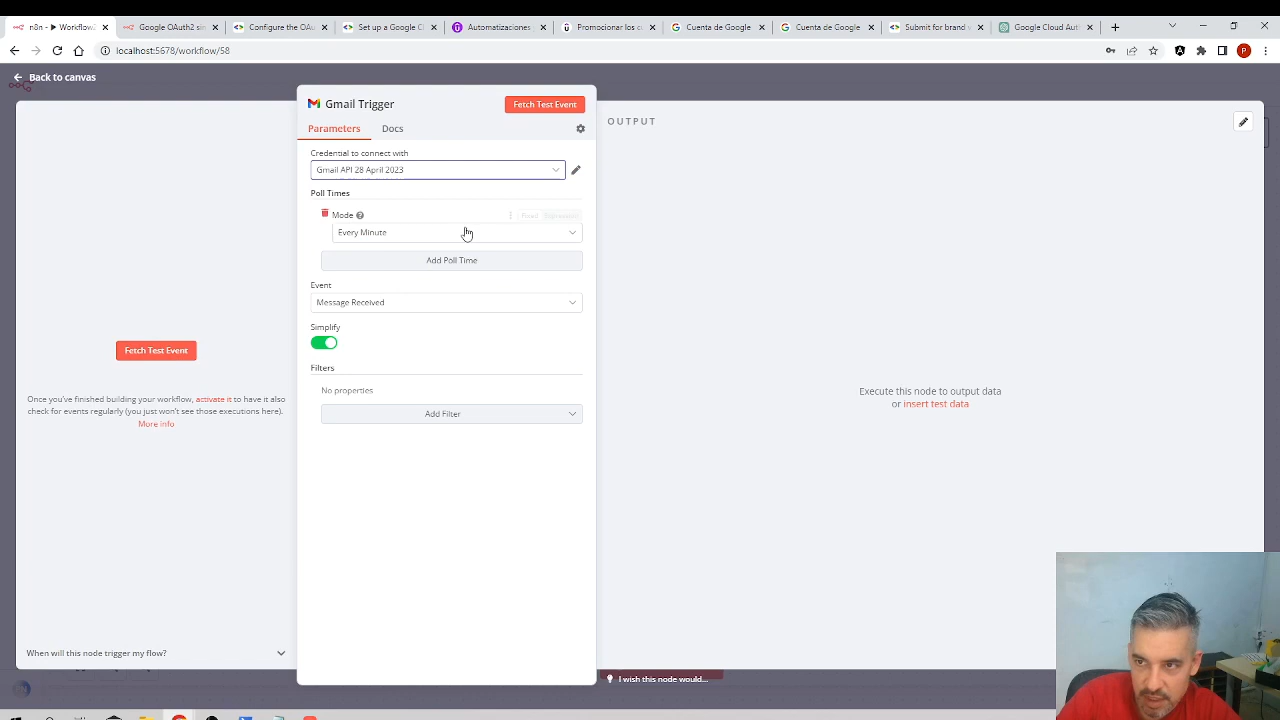 n8n - ▶ Workflow
Google OAuth2 sin
Configure the OAu
Set up a Google Cl
Automatizaciones
Promocionar los c
Cuenta de Google
Cuenta de Google
Submit for brand v
Google Cloud Auth
localhost:5678/workflow/58
P
Back to canvas
Gmail Trigger
Fetch Test Event
Parameters
Docs
Credential to connect with
Gmail API 28 April 2023
Poll Times
Mode
Fixed Expression
Every Minute
Add Poll Time
Event
Message Received
Simplify
Filters
No properties
Add Filter
Fetch Test Event
Once you've finished building your workflow, activate it to have it also
check for events regularly (you just won't see those executions here).
More info
When will this node trigger my flow?
OUTPUT
Execute this node to output data
or insert test data
I wish this node would...